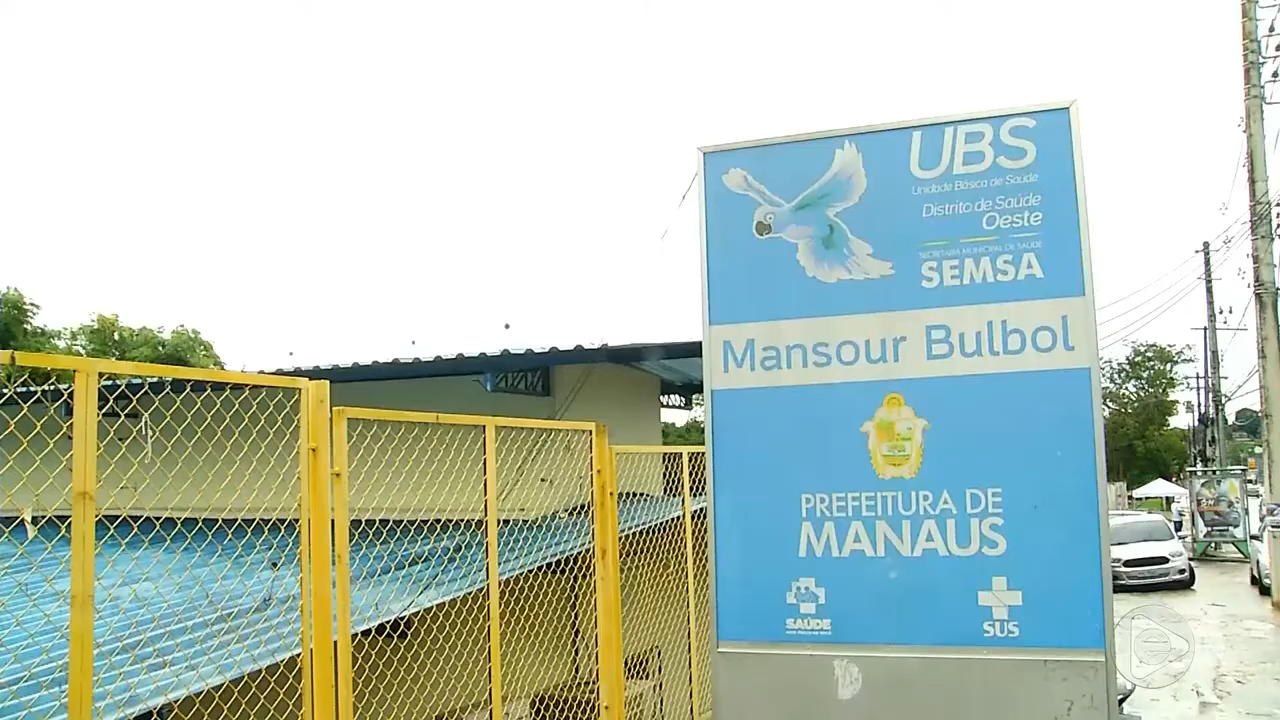 UBS
Unidade Básica de Saúde
Distrito de Saúde
Oeste
SECRETARIA MUNICIPAL DE SAÚDE
SEMSA
Mansour Bulbol
PREFEITURA DE
MANAUS
SAÚDE
SUS